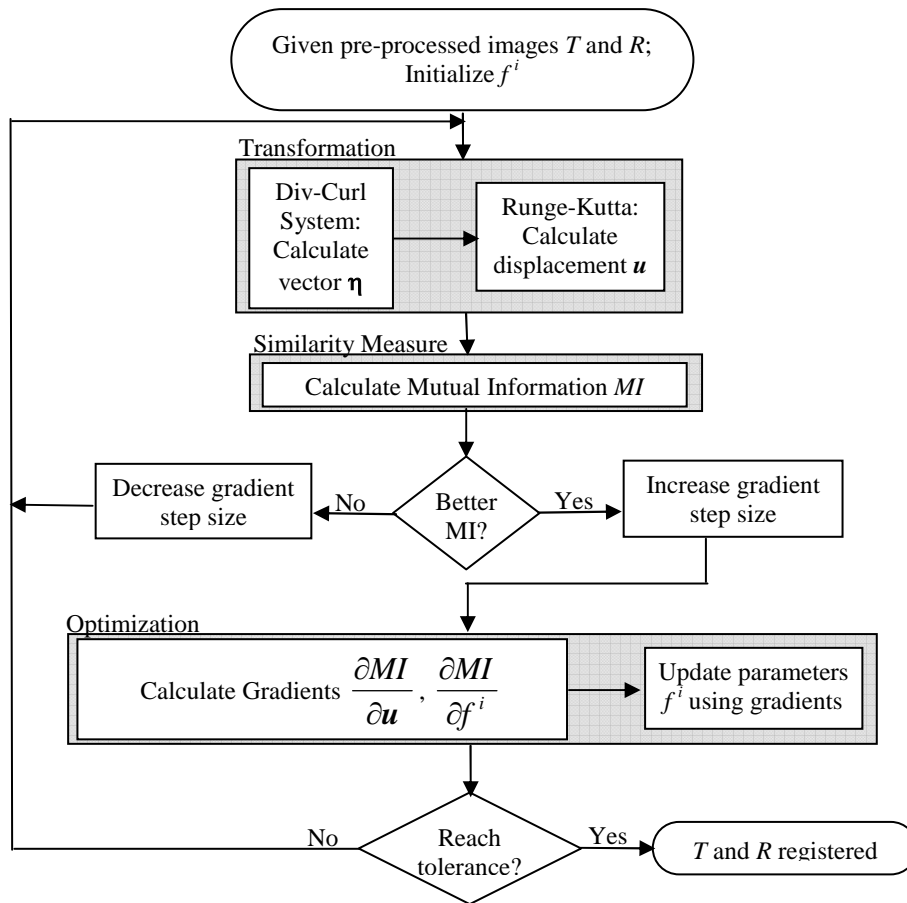 Given pre-processed images T and R;
Initialize f^i
Transformation
Div-Curl
System:
Calculate
vector η
Runge-Kutta:
Calculate
displacement u
Similarity Measure
Calculate Mutual Information MI
Decrease gradient
step size
No
Better
MI?
Yes
Increase gradient
step size
Optimization
Calculate Gradients ∂MI/∂u, ∂MI/∂f^i
Update parameters
f^i using gradients
No
Reach
tolerance?
Yes
T and R registered